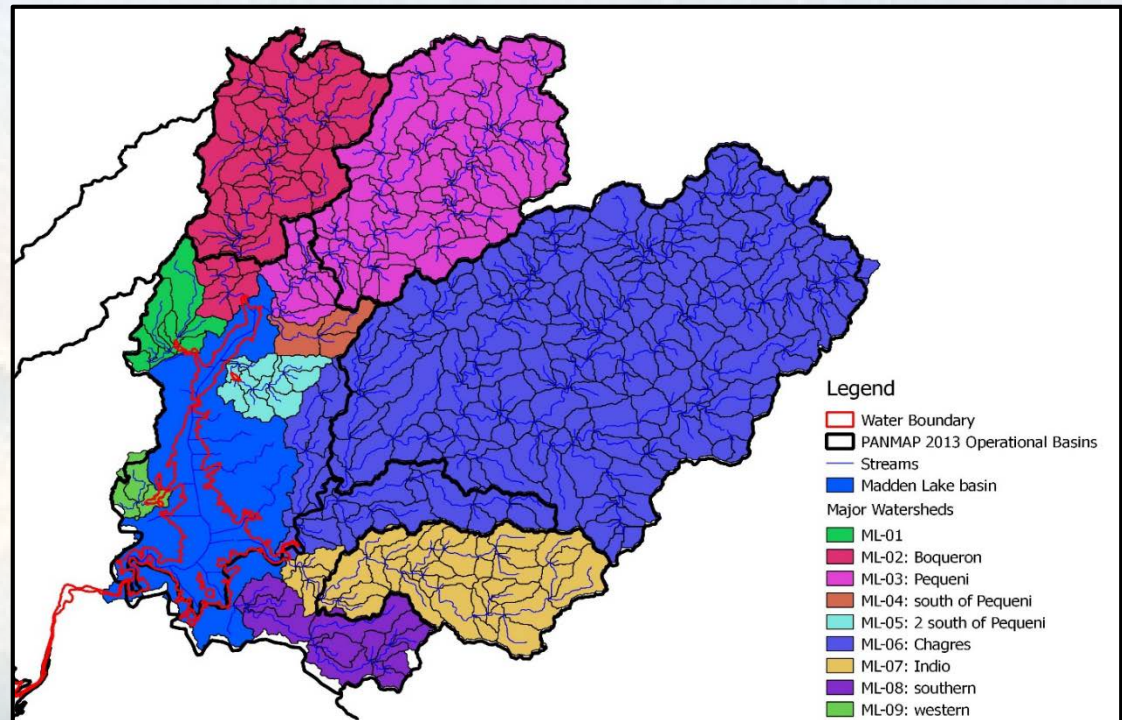 Legend
Water Boundary
PANMAP 2013 Operational Basins
Streams
Madden Lake basin
Major Watersheds
ML-01
ML-02: Boqueron
ML-03: Pequeni
ML-04: south of Pequeni
ML-05: 2 south of Pequeni
ML-06: Chagres
ML-07: Indio
ML-08: southern
ML-09: western